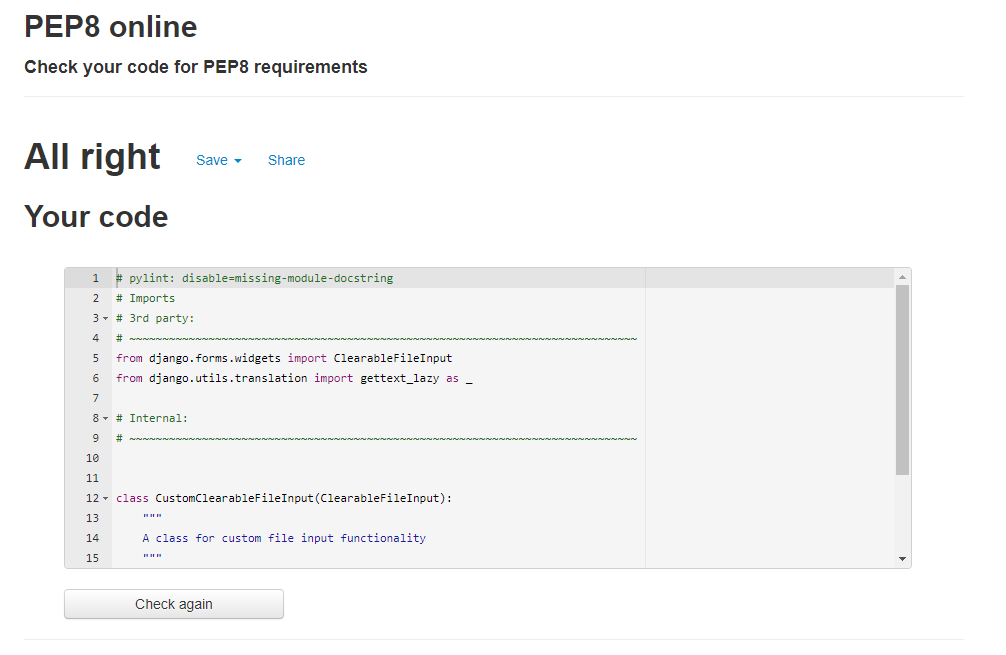 PEP8 online
Check your code for PEP8 requirements
All right Save Share
Your code
1 # pylint: disable=missing-module-docstring
2 # Imports
3 # 3rd party:
4 # ~~~~~~~~~~~~~~~~~~~~~~~~~~~~~~~~~~~~~~~~~~~~~~~~~~~~~~~~~~~~~~~~~~~~~~~~~~~~~
5 from django.forms.widgets import ClearableFileInput
6 from django.utils.translation import gettext_lazy as _
7
8 # Internal:
9 # ~~~~~~~~~~~~~~~~~~~~~~~~~~~~~~~~~~~~~~~~~~~~~~~~~~~~~~~~~~~~~~~~~~~~~~~~~~~~~
10
11
12 class CustomClearableFileInput(ClearableFileInput):
13     """
14     A class for custom file input functionality
15     """
Check again